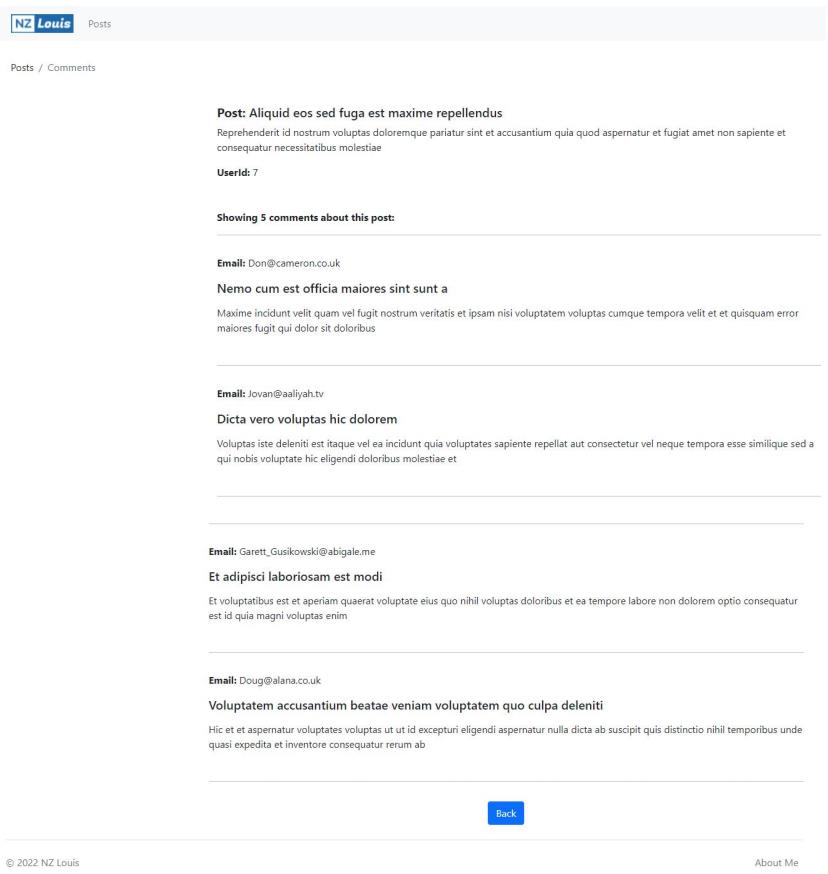 NZ Louis Posts
Posts / Comments
Post: Aliquid eos sed fuga est maxime repellendus
Reprehenderit id nostrum voluptas doloremque pariatur sint et accusantium quia quod aspernatur et fugiat amet non sapiente et
consequatur necessitatibus molestiae
UserId: 7
Showing 5 comments about this post:
Email: Don@cameron.co.uk
Nemo cum est officia maiores sint sunt a
Maxime incidunt velit quam vel fugit nostrum veritatis et ipsam nisi voluptatem voluptas cumque tempora velit et et quisquam error
maiores fugit qui dolor sit doloribus
Email: Jovan@aaliyah.tv
Dicta vero voluptas hic dolorem
Voluptas iste deleniti est itaque vel ea incidunt quia voluptates sapiente repellat aut consectetur vel neque tempora esse similique sed a
qui nobis voluptate hic eligendi doloribus molestiae et
Email: Garett_Gusikowski@abigale.me
Et adipisci laboriosam est modi
Et voluptatibus est et aperiam quaerat voluptate eius quo nihil voluptas doloribus et ea tempore labore non dolorem optio consequatur
est id quia magni voluptas enim
Email: Doug@alana.co.uk
Voluptatem accusantium beatae veniam voluptatem quo culpa deleniti
Hic et et aspernatur voluptates voluptas ut ut id excepturi eligendi aspernatur nulla dicta ab suscipit quis distinctio nihil temporibus unde
quasi expedita et inventore consequatur rerum ab
Back
© 2022 NZ Louis About Me